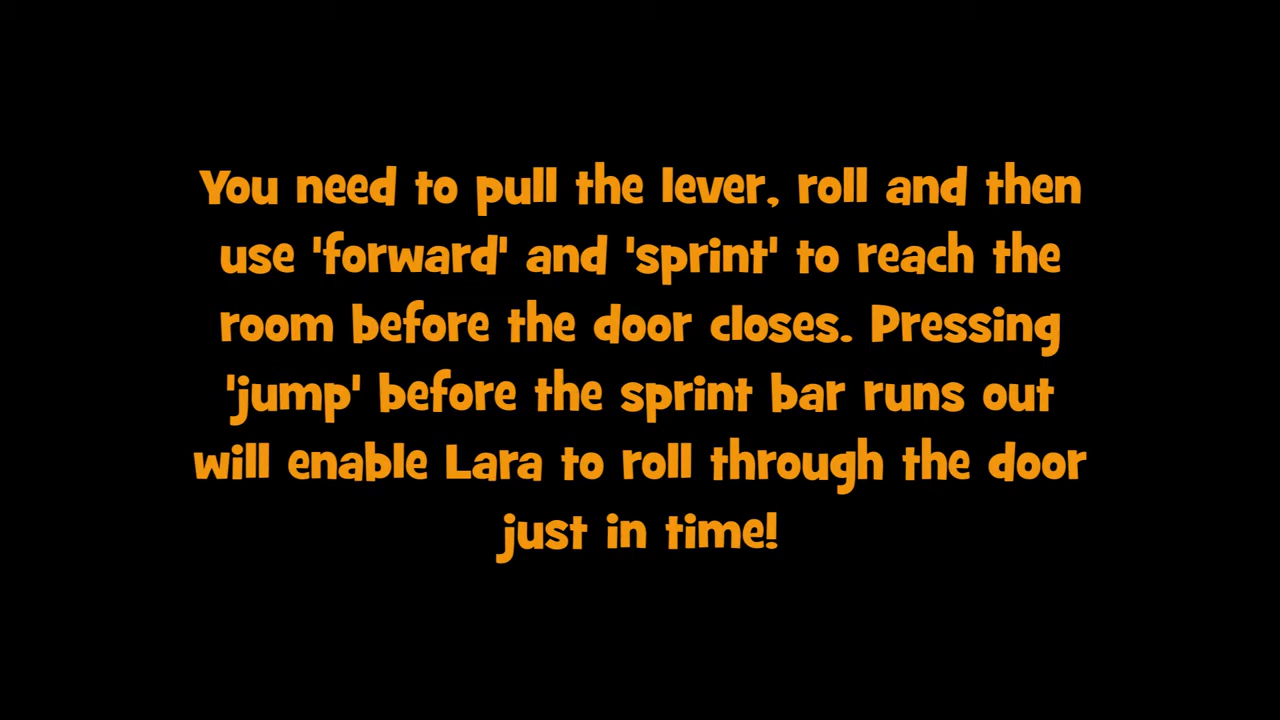 You need to pull the lever, roll and then
use 'forward' and 'sprint' to reach the
room before the door closes. Pressing
'jump' before the sprint bar runs out
will enable Lara to roll through the door
just in time!